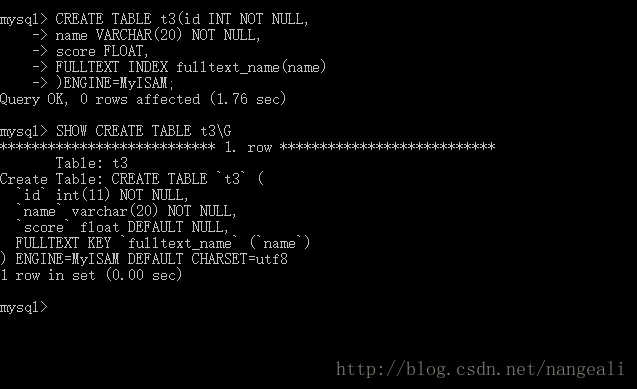 mysql> CREATE TABLE t3(id INT NOT NULL,
    -> name VARCHAR(20) NOT NULL,
    -> score FLOAT,
    -> FULLTEXT INDEX fulltext_name(name)
    -> )ENGINE=MyISAM;
Query OK, 0 rows affected (1.76 sec)
mysql> SHOW CREATE TABLE t3\G
*************************** 1. row ***************************
       Table: t3
Create Table: CREATE TABLE `t3` (
  `id` int(11) NOT NULL,
  `name` varchar(20) NOT NULL,
  `score` float DEFAULT NULL,
  FULLTEXT KEY `fulltext_name` (`name`)
) ENGINE=MyISAM DEFAULT CHARSET=utf8
1 row in set (0.00 sec)
mysql>
http://blog.csdn.net/nangeali